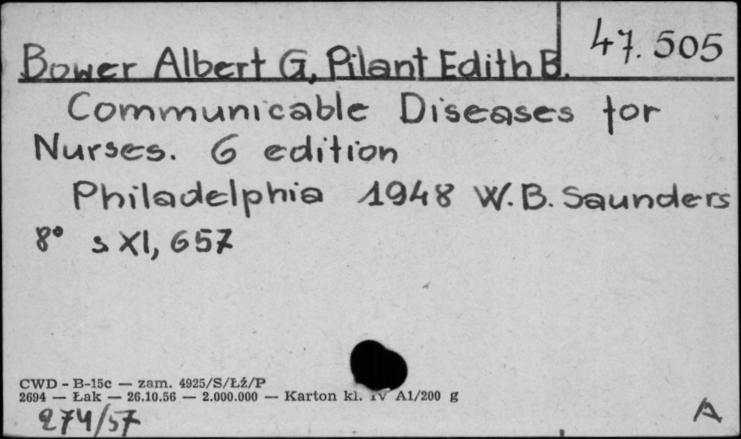 47.505
Bower Albert G, Pilant Edith B.
Communicable Diseases for
Nurses. 6 edition
Philadelphia 1948 W.B. Saunders
8° s XI, 657
CWD - B-15c — zam. 4925/S/Łź/P
2694 — Łak — 26.10.56 — 2.000.000 — Karton kl. IV A1/200 g
274/57
A